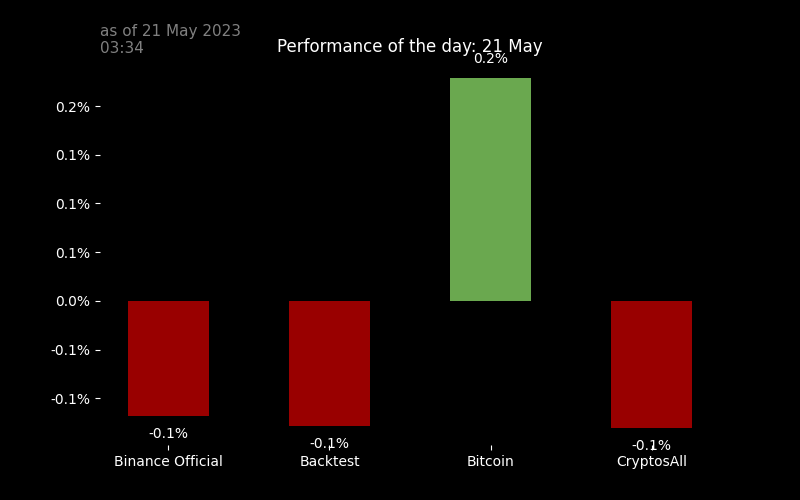 as of 21 May 2023
03:34
Performance of the day: 21 May
0.2%
0.2%
0.1%
0.1%
0.1%
0.0%
-0.1%
-0.1%
-0.1%
-0.1%
-0.1%
Binance Official
Backtest
Bitcoin
CryptosAll